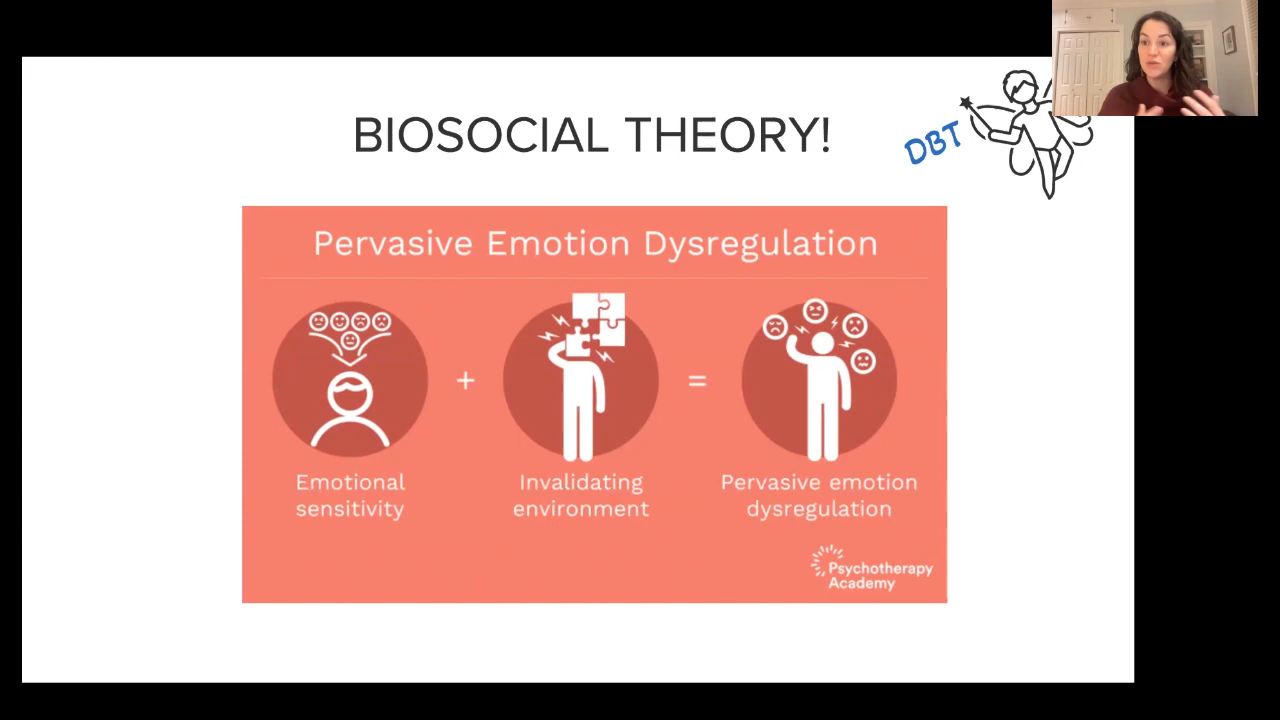 BIOSOCIAL THEORY!
DBT
Pervasive Emotion Dysregulation
+
=
Emotional
sensitivity
Invalidating
environment
Pervasive emotion
dysregulation
Psychotherapy
Academy